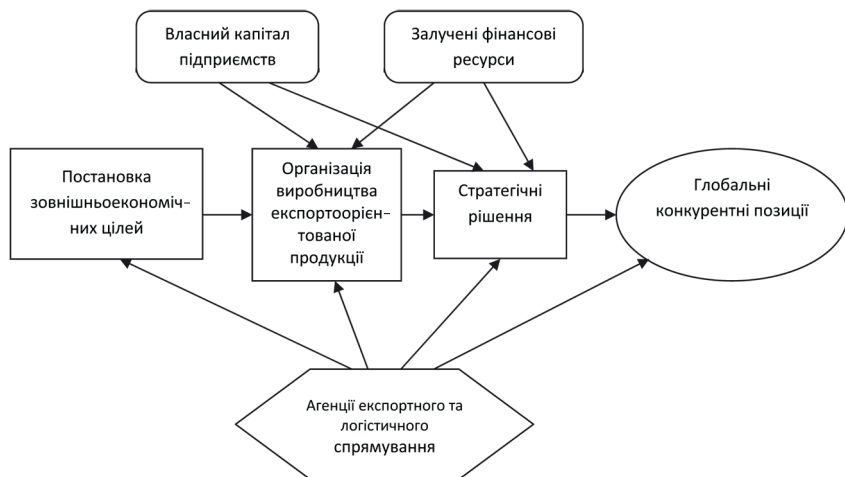 Власний капітал
підприємств
Залучені фінансові
ресурси
Постановка
зовнішньоекономіч-
них цілей
Організація
виробництва
експортоорієн-
тованої
продукції
Стратегічні
рішення
Глобальні
конкурентні позиції
Агенції експортного та
логістичного
спрямування